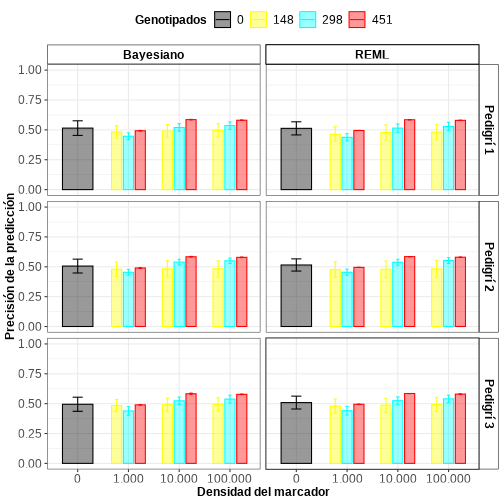 Genotipados 0 148 298 451
Bayesiano REML
Precisión de la predicción
1.00
0.75
0.50
0.25
0.00
Pedigrí 1
1.00
0.75
0.50
0.25
0.00
Pedigrí 2
1.00
0.75
0.50
0.25
0.00
Pedigrí 3
0 1.000 10.000 100.000 0 1.000 10.000 100.000
Densidad del marcador